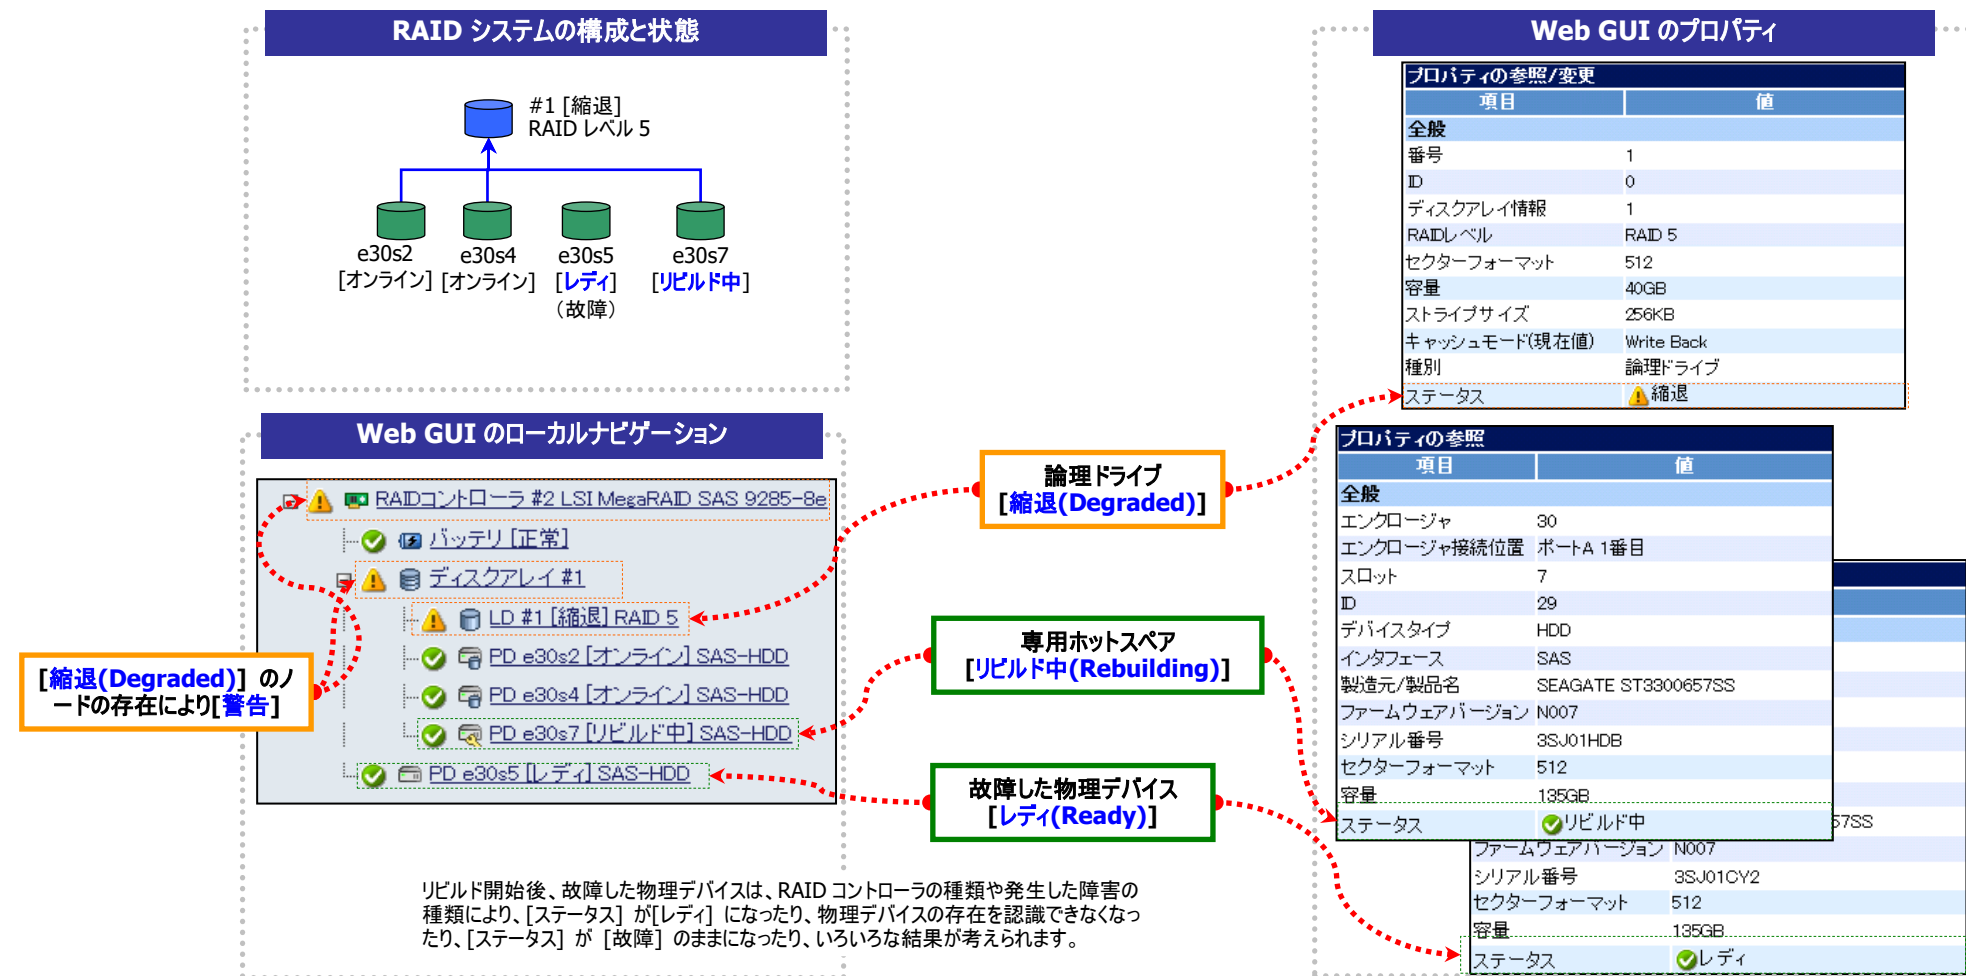 RAID システムの構成と状態
#1 [縮退]
RAID レベル 5
e30s2
[オンライン]
e30s4
[オンライン]
e30s5
[レディ]
（故障）
e30s7
[リビルド中]
Web GUI のローカルナビゲーション
RAIDコントローラ #2 LSI MegaRAID SAS 9285-8e
バッテリ [正常]
ディスクアレイ #1
LD #1 [縮退] RAID 5
PD e30s2 [オンライン] SAS-HDD
PD e30s4 [オンライン] SAS-HDD
PD e30s7 [リビルド中] SAS-HDD
PD e30s5 [レディ] SAS-HDD
[縮退(Degraded)] のノ
ードの存在により[警告]
論理ドライブ
[縮退(Degraded)]
専用ホットスペア
[リビルド中(Rebuilding)]
故障した物理デバイス
[レディ(Ready)]
リビルド開始後、故障した物理デバイスは、RAID コントローラの種類や発生した障害の
種類により、[ステータス] が[レディ] になったり、物理デバイスの存在を認識できなくなっ
たり、[ステータス] が [故障] のままになったり、いろいろな結果が考えられます。
Web GUI のプロパティ
プロパティの参照/変更
項目 値
全般
番号 1
ID 0
ディスクアレイ情報 1
RAIDレベル RAID 5
セクターフォーマット 512
容量 40GB
ストライプサイズ 256KB
キャッシュモード(現在値) Write Back
種別 論理ドライブ
ステータス 縮退
プロパティの参照
項目 値
全般
エンクロージャ 30
エンクロージャ接続位置 ポートA 1番目
スロット 7
ID 29
デバイスタイプ HDD
インタフェース SAS
製造元/製品名 SEAGATE ST3300657SS
ファームウェアバージョン N007
シリアル番号 3SJ01HDB
セクターフォーマット 512
容量 135GB
ステータス リビルド中
57SS
ファームウェアバージョン N007
シリアル番号 3SJ01CY2
セクターフォーマット 512
容量 135GB
ステータス レディ